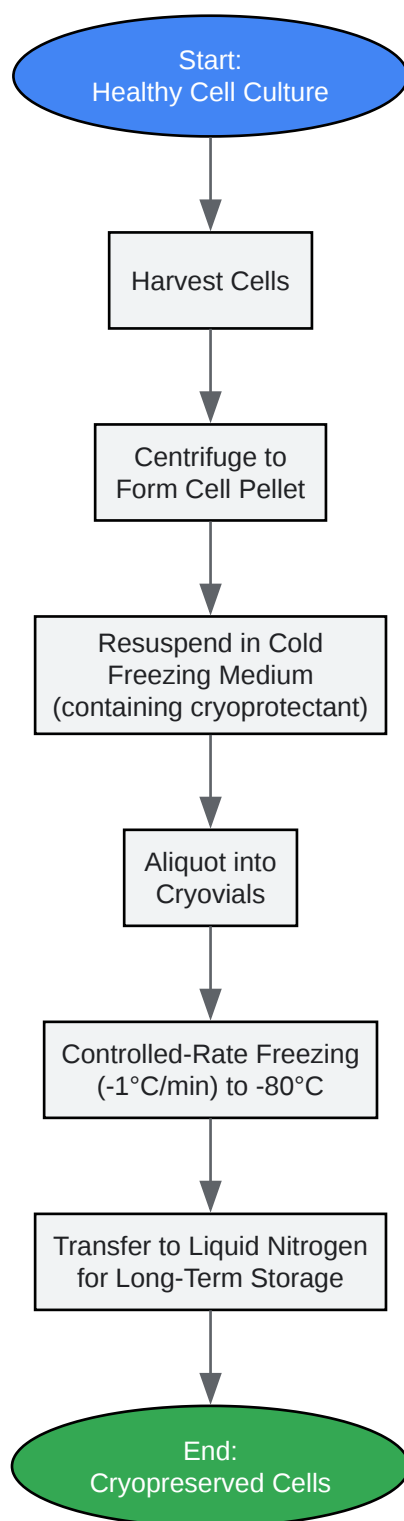 Start:
Healthy Cell Culture
Harvest Cells
Centrifuge to
Form Cell Pellet
Resuspend in Cold
Freezing Medium
(containing cryoprotectant)
Aliquot into
Cryovials
Controlled-Rate Freezing
(-1°C/min) to -80°C
Transfer to Liquid Nitrogen
for Long-Term Storage
End:
Cryopreserved Cells